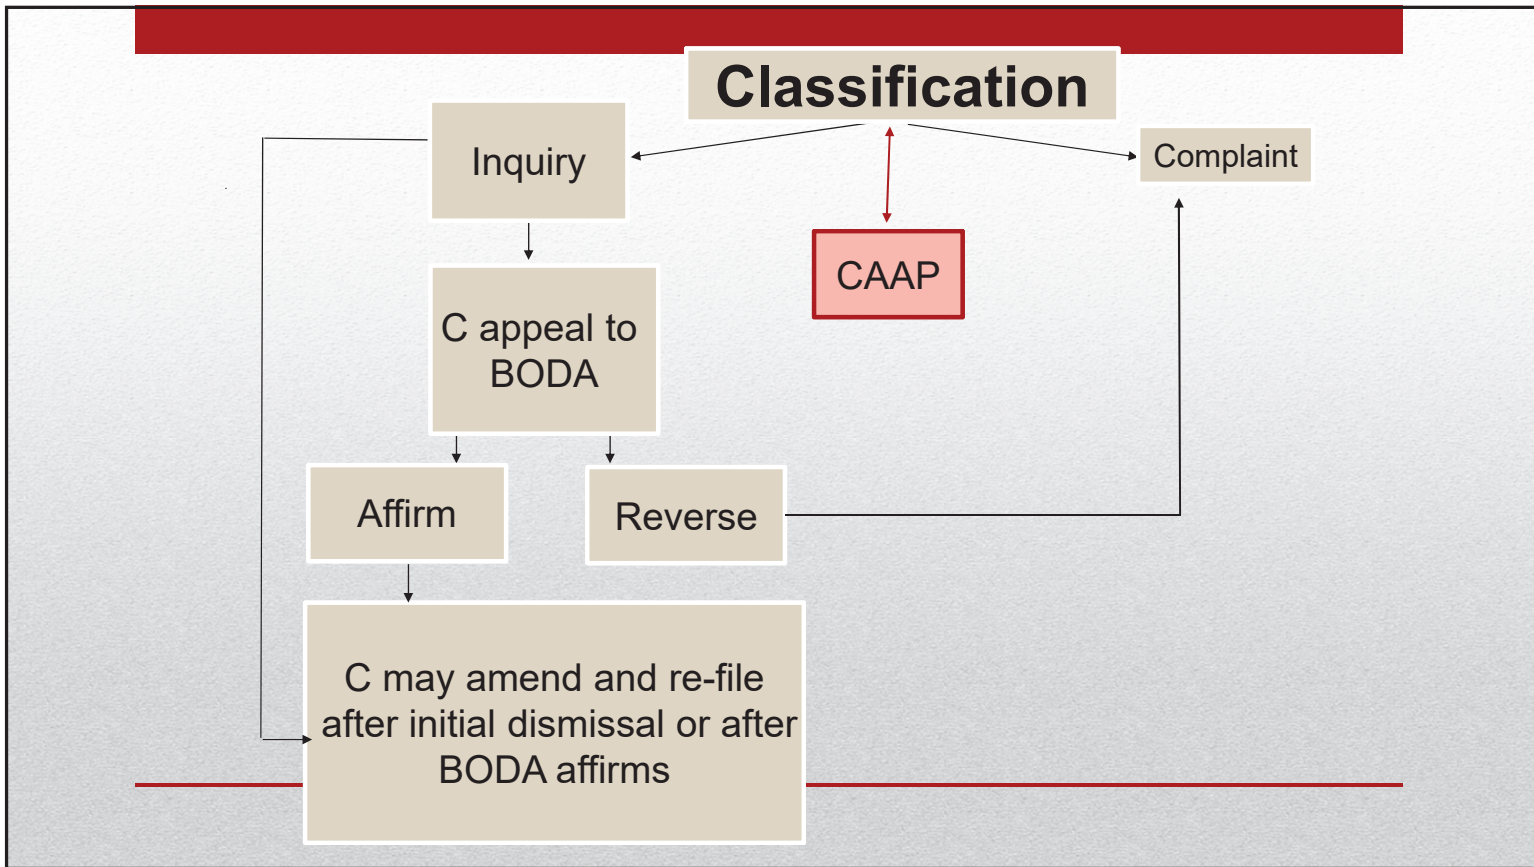 Classification
Inquiry
Complaint
CAAP
C appeal to
BODA
Affirm
Reverse
C may amend and re-file
after initial dismissal or after
BODA affirms